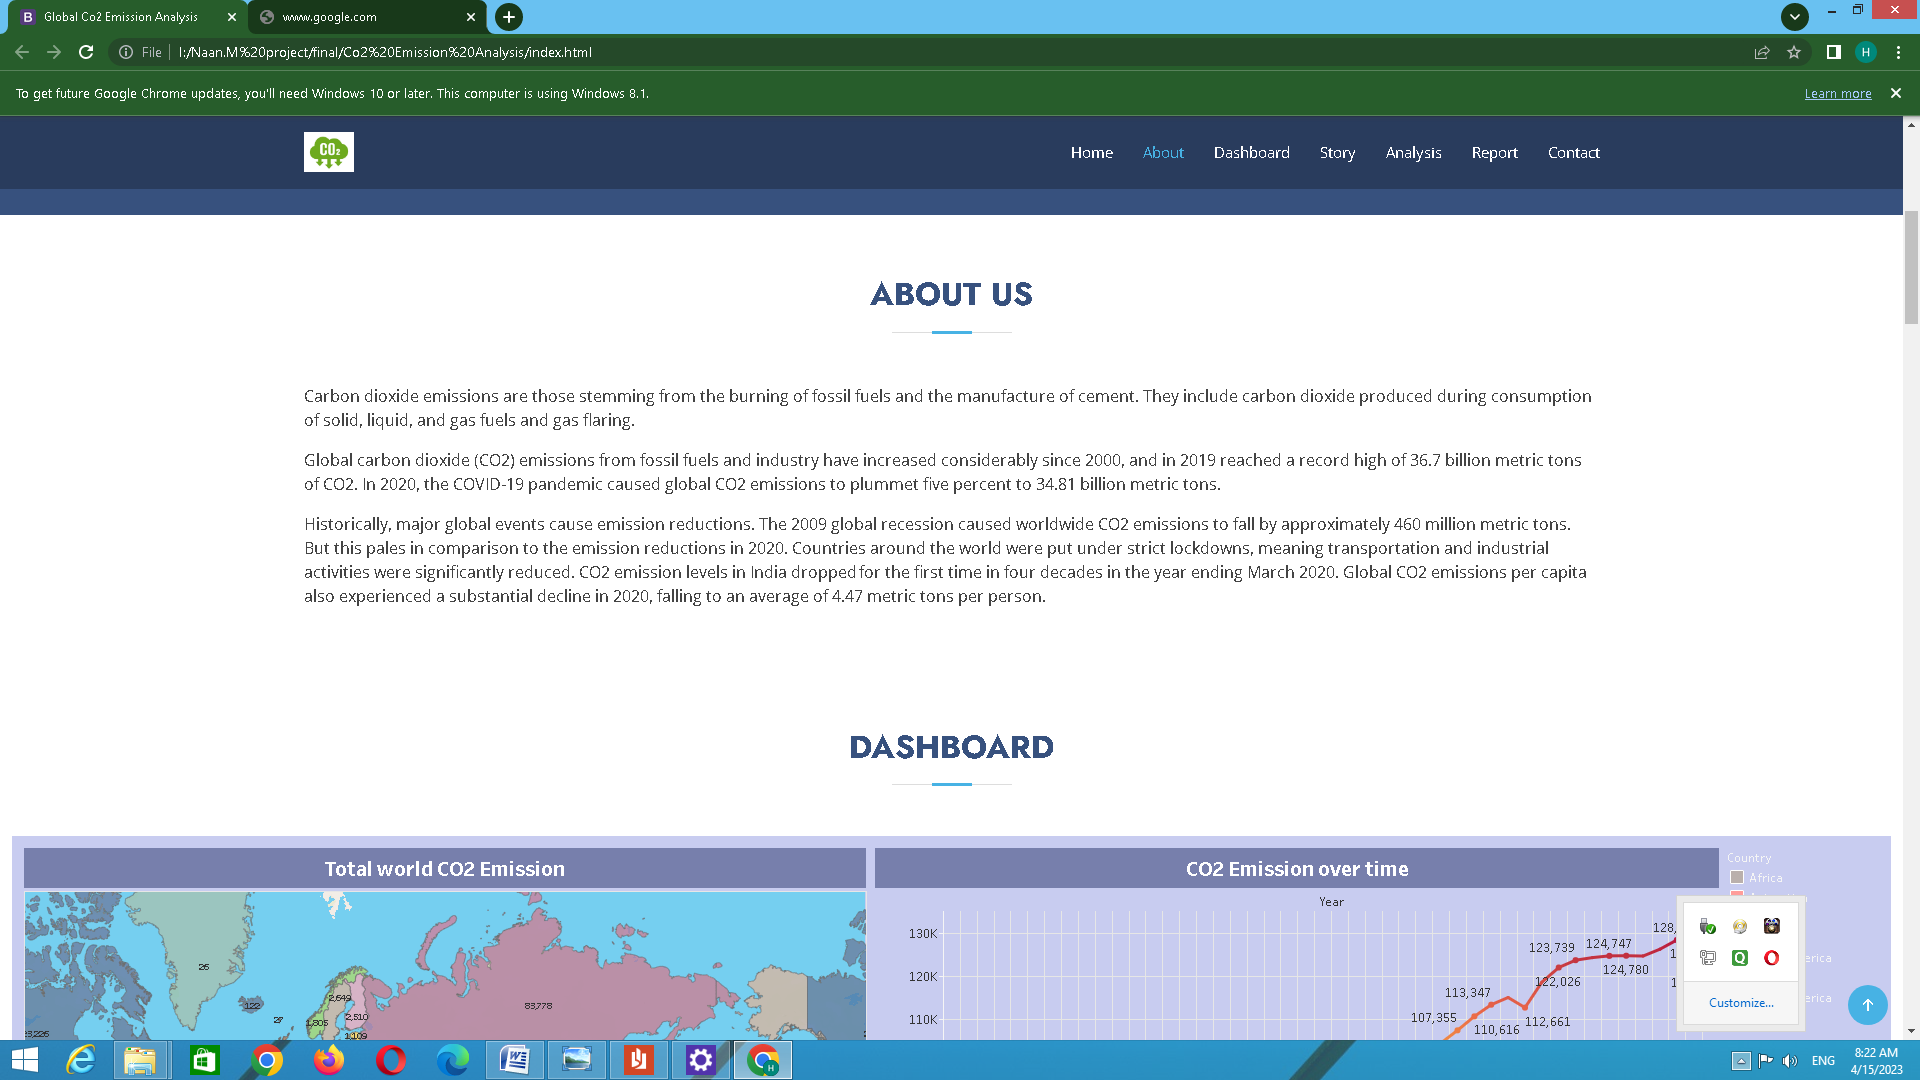 Global Co2 Emission Analysis
www.google.com
File
I:/Naan.M%20project/final/Co2%20Emission%20Analysis/index.html
H
To get future Google Chrome updates, you'll need Windows 10 or later. This computer is using Windows 8.1.
Learn more
CO2
Home About Dashboard Story Analysis Report Contact
ABOUT US
Carbon dioxide emissions are those stemming from the burning of fossil fuels and the manufacture of cement. They include carbon dioxide produced during consumption
of solid, liquid, and gas fuels and gas flaring.
Global carbon dioxide (CO2) emissions from fossil fuels and industry have increased considerably since 2000, and in 2019 reached a record high of 36.7 billion metric tons
of CO2. In 2020, the COVID-19 pandemic caused global CO2 emissions to plummet five percent to 34.81 billion metric tons.
Historically, major global events cause emission reductions. The 2009 global recession caused worldwide CO2 emissions to fall by approximately 460 million metric tons.
But this pales in comparison to the emission reductions in 2020. Countries around the world were put under strict lockdowns, meaning transportation and industrial
activities were significantly reduced. CO2 emission levels in India dropped for the first time in four decades in the year ending March 2020. Global CO2 emissions per capita
also experienced a substantial decline in 2020, falling to an average of 4.47 metric tons per person.
DASHBOARD
Total world CO2 Emission
26
122
27
2,649
1,805
2,510
1,109
83,778
CO2 Emission over time
Year
130K
120K
110K
107,355
113,347
110,616
112,661
122,026
123,739
124,747
124,780
128,
Country
Africa
erica
erica
Customize...
ENG
8:22 AM
4/15/2023